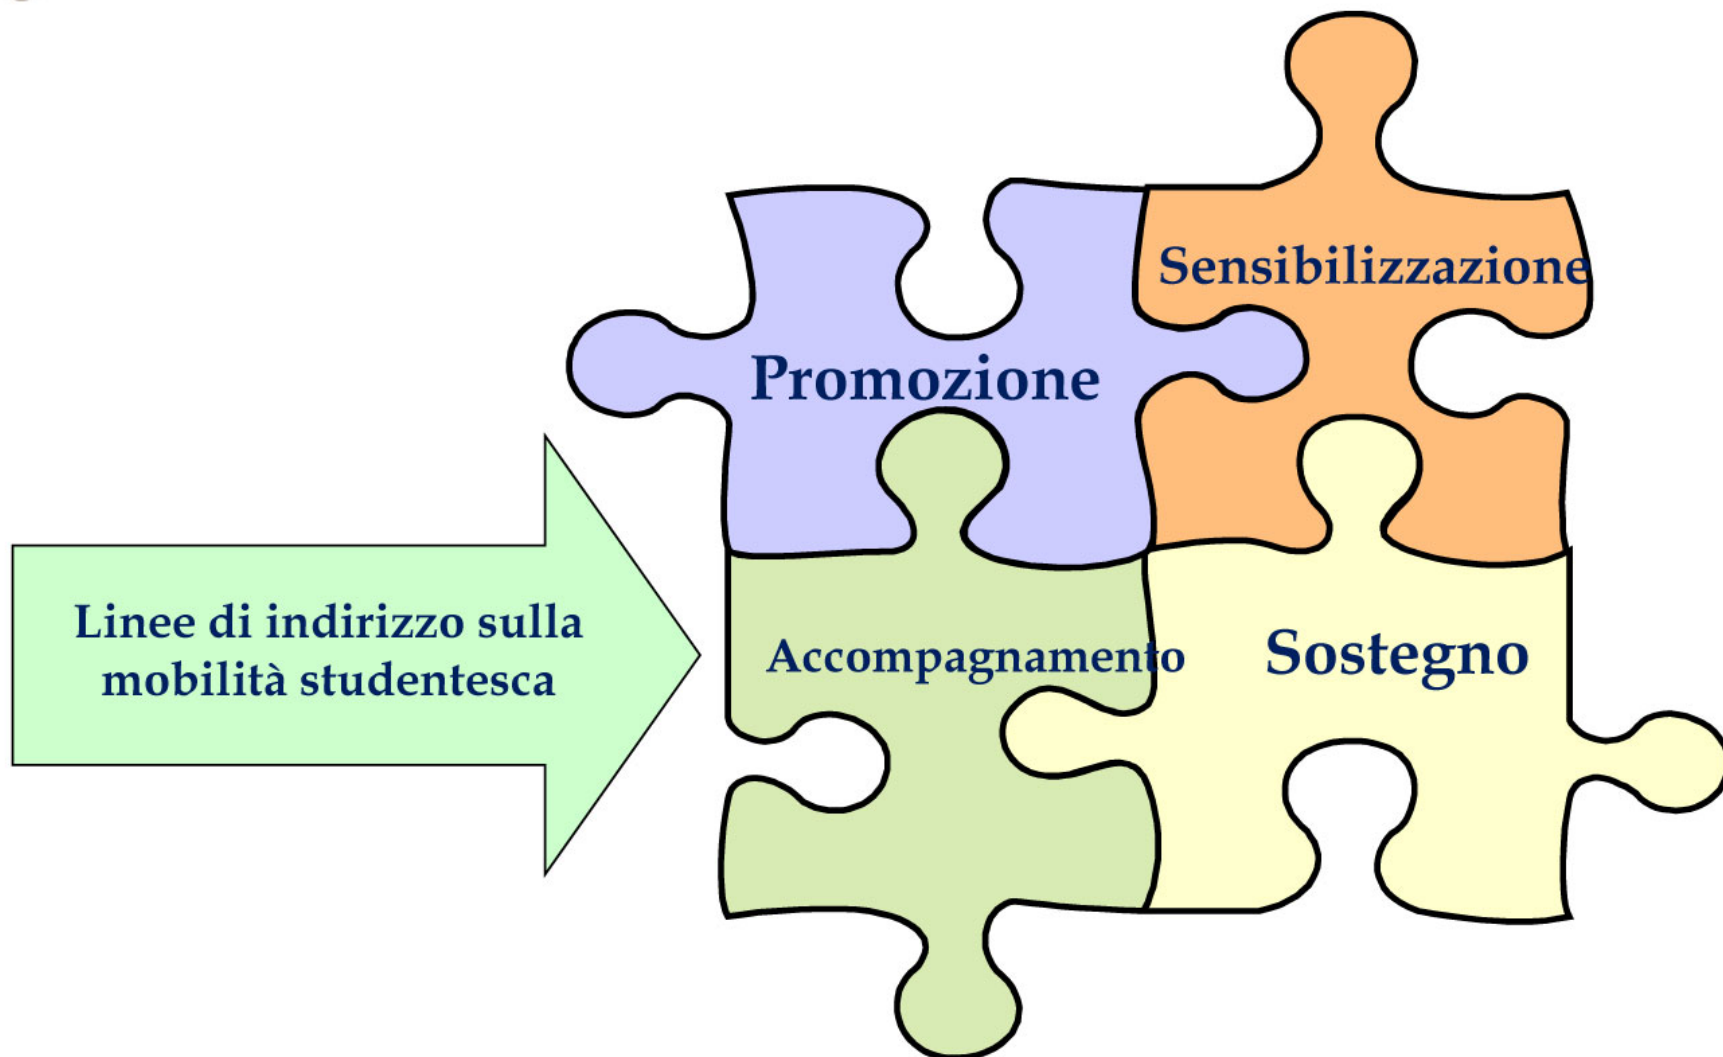 Sensibilizzazione
Promozione
Linee di indirizzo sulla
mobilità studentesca
Accompagnamento
Sostegno